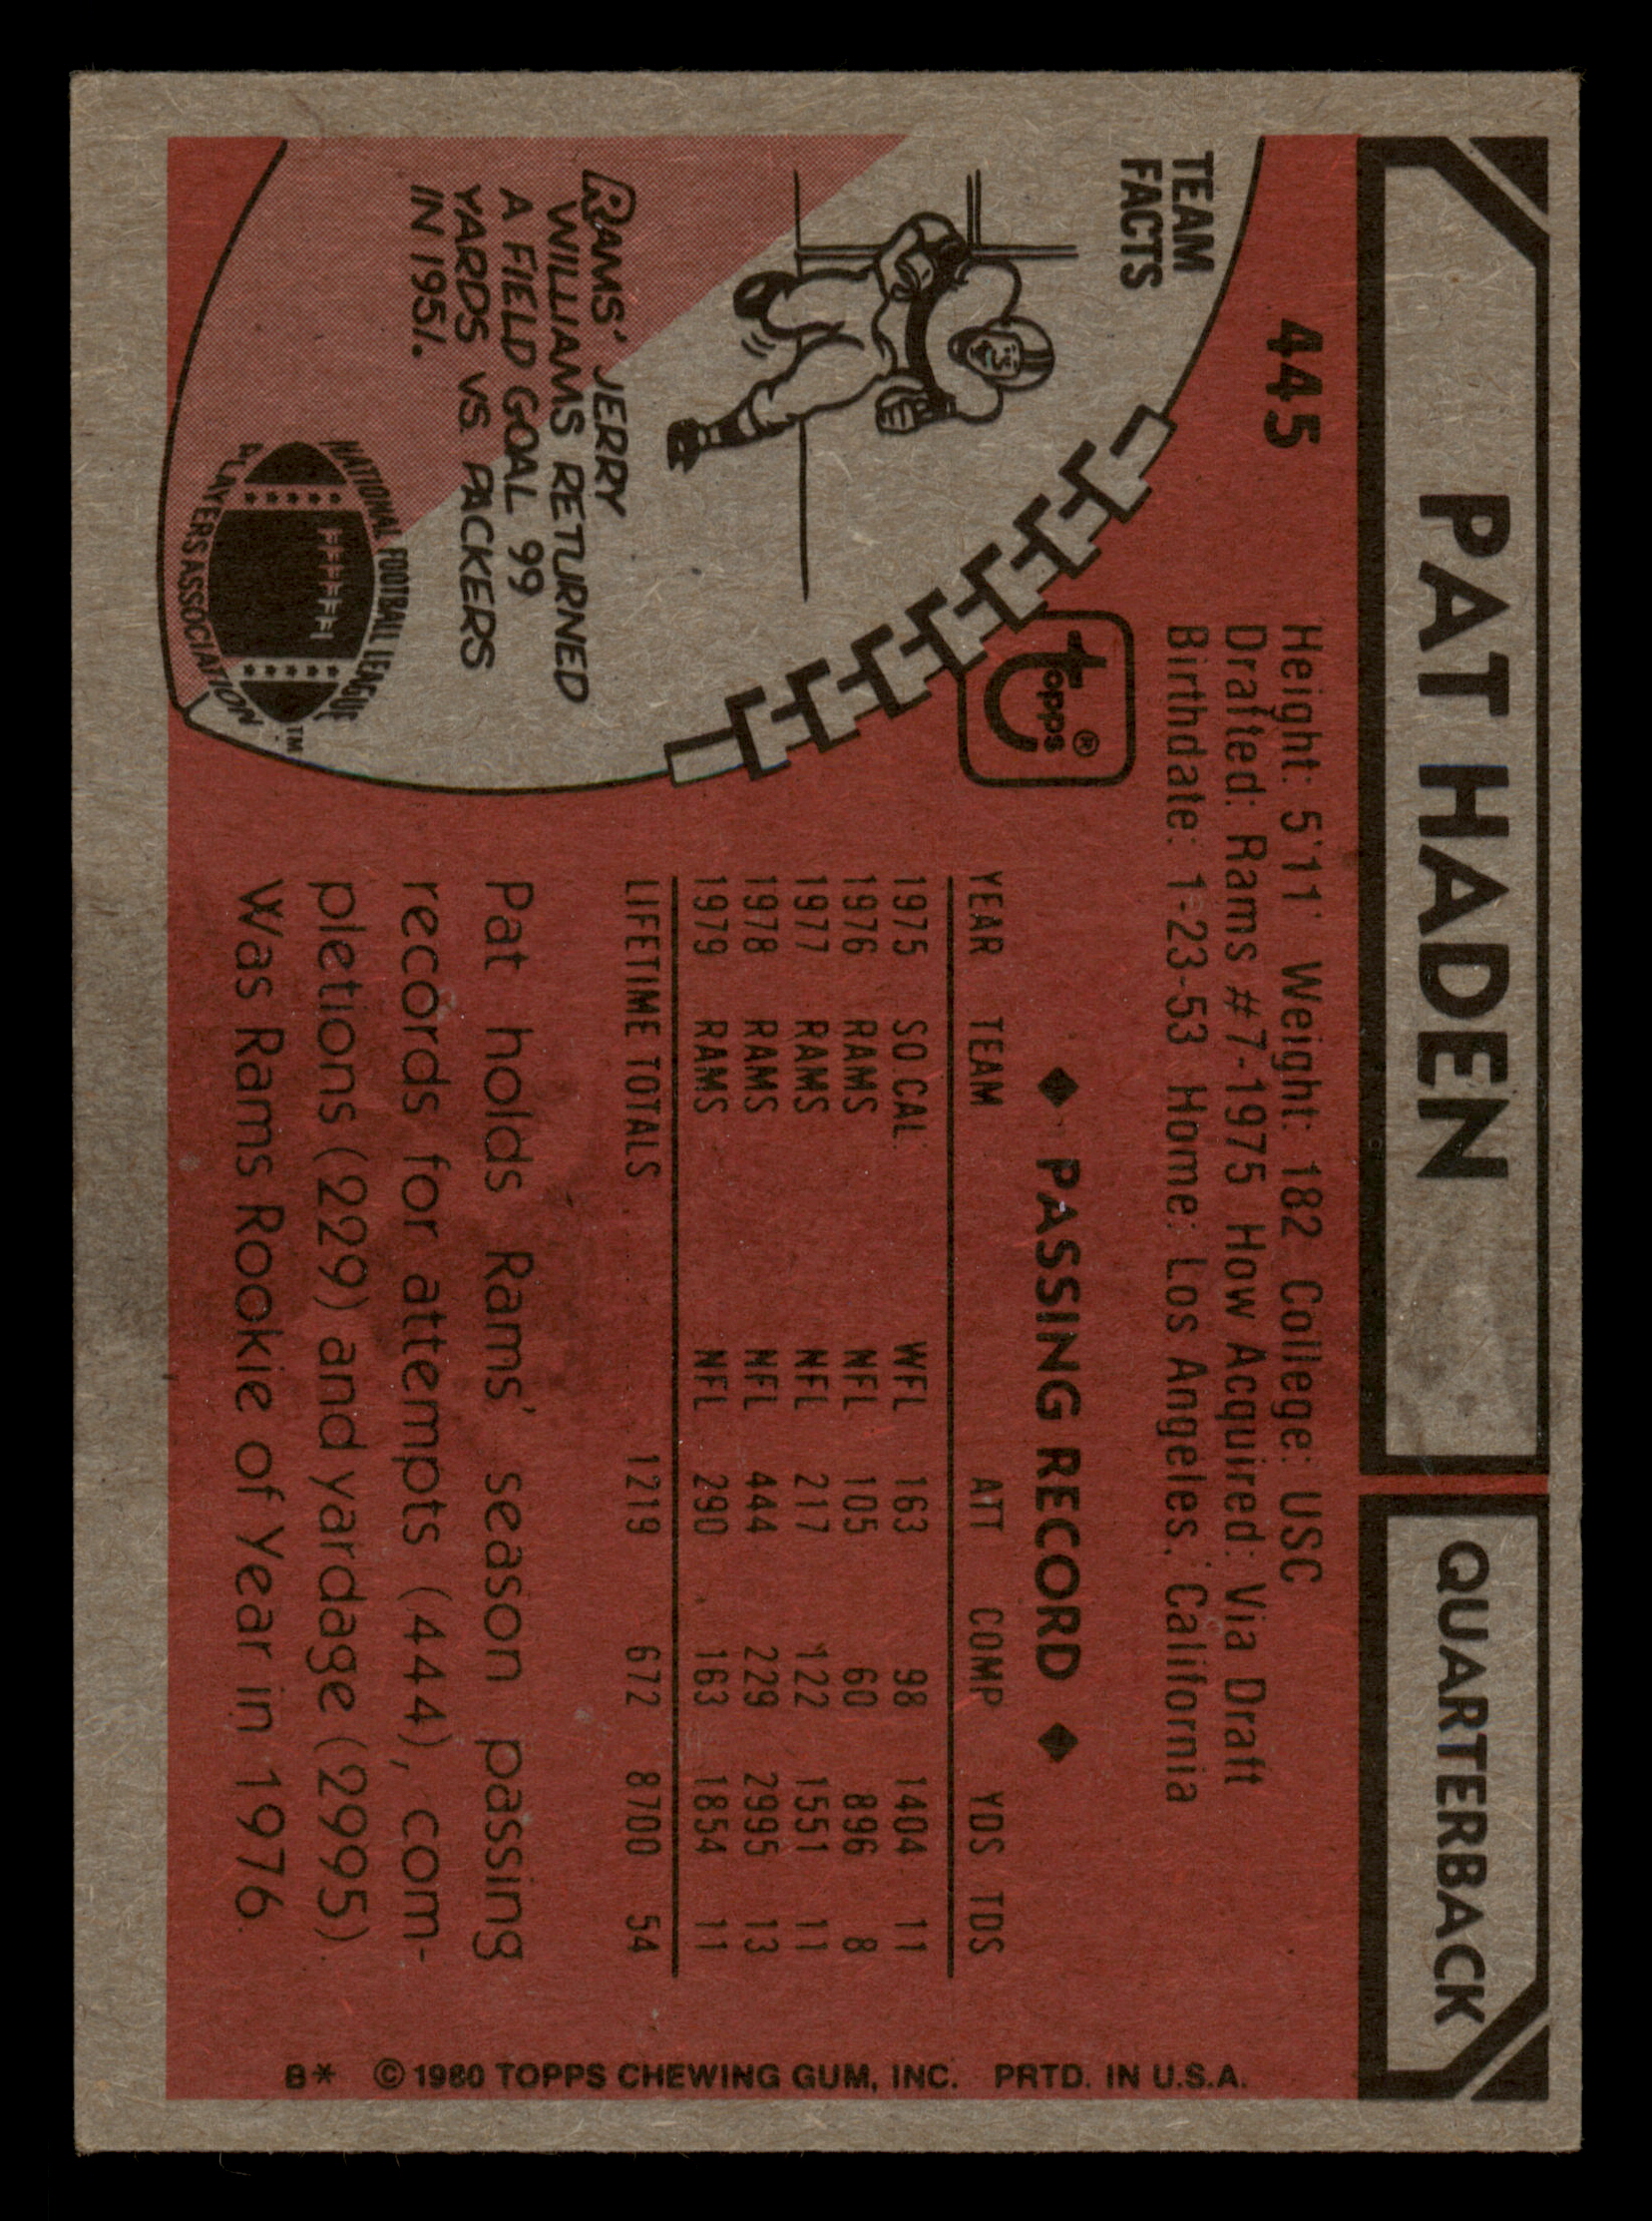 PAT HADEN
QUARTERBACK
445
Height: 5'11" Weight: 182 College: USC
Drafted: Rams #7-1975 How Acquired: Via Draft
Birthdate: 1-23-53 Home: Los Angeles, California
TEAM
FACTS
topps®
RAMS' JERRY
WILLIAMS RETURNED
A FIELD GOAL 99
YARDS VS. PACKERS
IN 1951.
NATIONAL FOOTBALL LEAGUE
PLAYERS ASSOCIATION
TM
♦ PASSING RECORD ♦
YEAR TEAM ATT COMP YDS TDS
1975 SO.CAL. WFL 163 98 1404 11
1976 RAMS NFL 105 60 896 8
1977 RAMS NFL 217 122 1551 11
1978 RAMS NFL 444 229 2995 13
1979 RAMS NFL 290 163 1854 11
LIFETIME TOTALS 1219 672 8700 54
Pat holds Rams' season passing
records for attempts (444), com-
pletions (229) and yardage (2995).
Was Rams Rookie of Year in 1976.
B* © 1980 TOPPS CHEWING GUM, INC. PRTD. IN U.S.A.